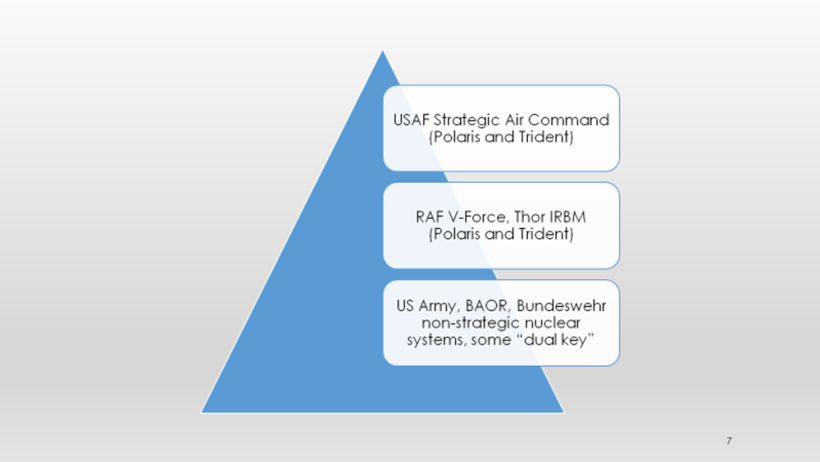 USAF Strategic Air Command
(Polaris and Trident)
RAF V-Force, Thor IRBM
(Polaris and Trident)
US Army, BAOR, Bundeswehr
non-strategic nuclear
systems, some “dual key”
7